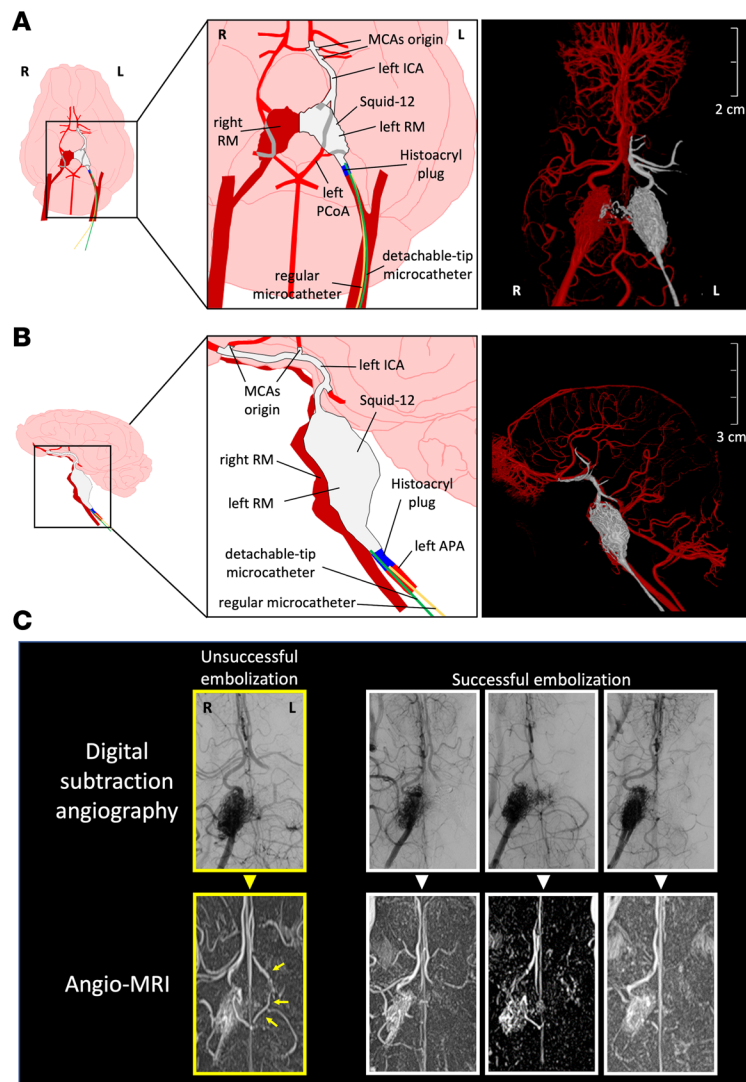 A
R
L
R
L
MCAs origin
left ICA
Squid-12
left RM
right
RM
Histoacryl
plug
left
PCoA
detachable-tip
microcatheter
regular
microcatheter
2 cm
R
L
B
left ICA
MCAs
origin
Squid-12
right RM
left RM
Histoacryl
plug
left APA
detachable-tip
microcatheter
regular microcatheter
3 cm
C
Unsuccessful
embolization
Successful embolization
R
L
Digital
subtraction
angiography
Angio-MRI